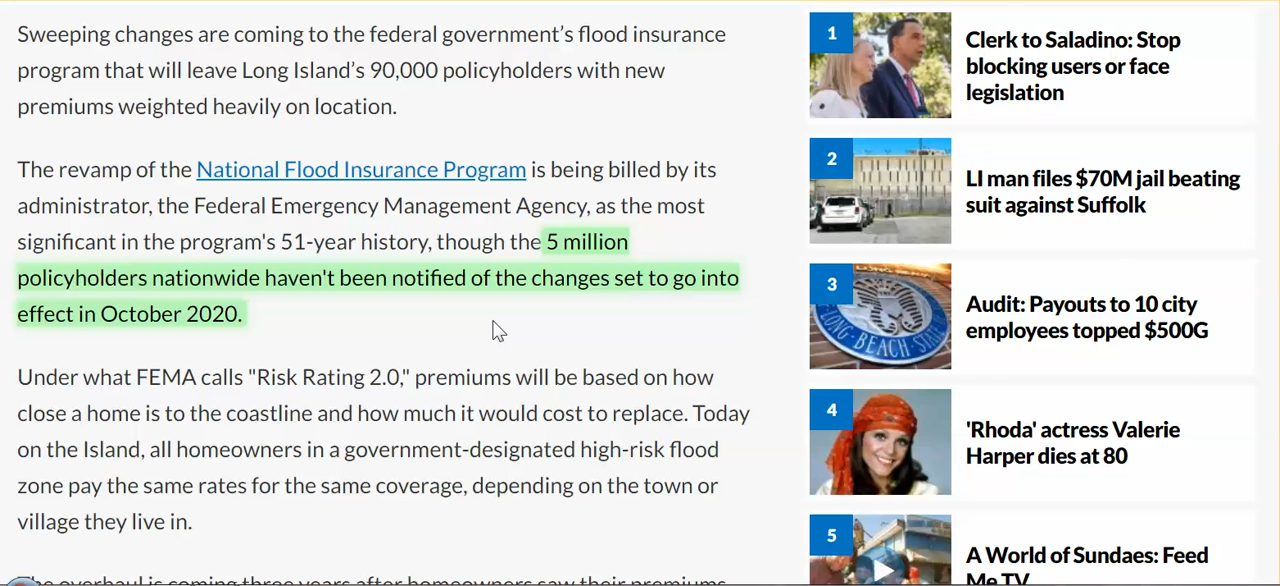 Sweeping changes are coming to the federal government’s flood insurance
program that will leave Long Island’s 90,000 policyholders with new
premiums weighted heavily on location.
The revamp of the National Flood Insurance Program is being billed by its
administrator, the Federal Emergency Management Agency, as the most
significant in the program's 51-year history, though the 5 million
policyholders nationwide haven't been notified of the changes set to go into
effect in October 2020.
Under what FEMA calls "Risk Rating 2.0," premiums will be based on how
close a home is to the coastline and how much it would cost to replace. Today
on the Island, all homeowners in a government-designated high-risk flood
zone pay the same rates for the same coverage, depending on the town or
village they live in.
The overhaul is coming three years after homeowners saw their premiums
1
Clerk to Saladino: Stop
blocking users or face
legislation
2
LI man files $70M jail beating
suit against Suffolk
3
LONG BEACH STATE
Audit: Payouts to 10 city
employees topped $500G
4
'Rhoda' actress Valerie
Harper dies at 80
5
A World of Sundaes: Feed
Me TV